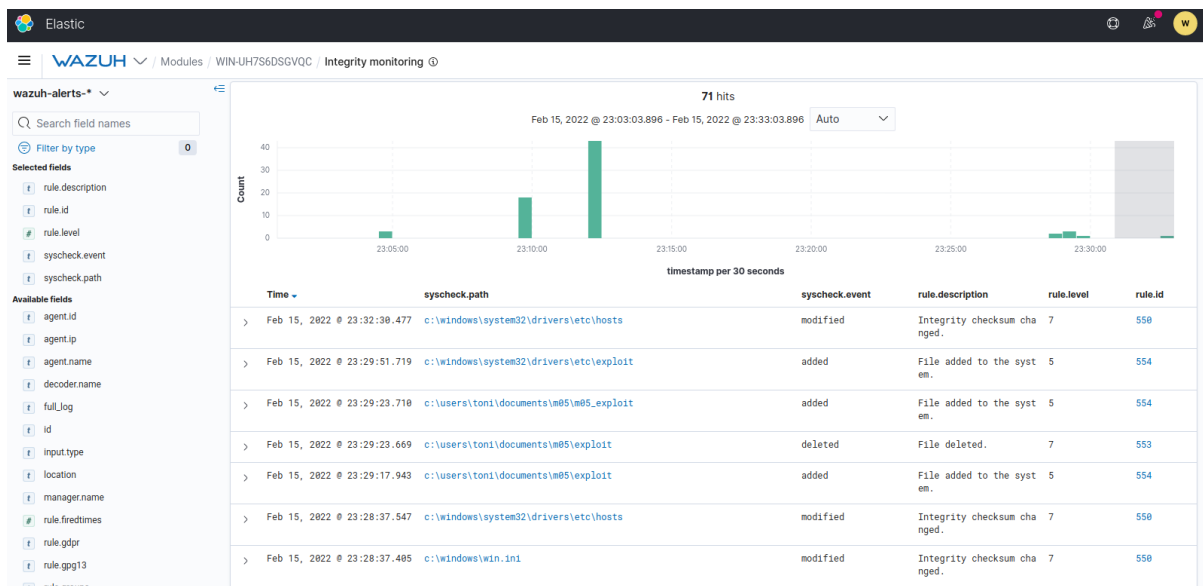 Elastic
W
WAZUH / Modules / WIN-UH7S6DSGVQC / Integrity monitoring
wazuh-alerts-*
Search field names
Filter by type 0
Selected fields
t rule.description
t rule.id
# rule.level
t syscheck.event
t syscheck.path
Available fields
t agent.id
t agent.ip
t agent.name
t decoder.name
t full_log
t id
t input.type
t location
t manager.name
# rule.firedtimes
t rule.gdpr
t rule.gpg13
71 hits
Feb 15, 2022 @ 23:03:03.896 - Feb 15, 2022 @ 23:33:03.896 Auto
Count
40
30
20
10
0
23:05:00 23:10:00 23:15:00 23:20:00 23:25:00 23:30:00
timestamp per 30 seconds
Time syscheck.path syscheck.event rule.description rule.level rule.id
Feb 15, 2022 @ 23:32:30.477 c:\windows\system32\drivers\etc\hosts modified Integrity checksum cha 7 550
nged.
Feb 15, 2022 @ 23:29:51.719 c:\windows\system32\drivers\etc\exploit added File added to the syst 5 554
em.
Feb 15, 2022 @ 23:29:23.710 c:\users\toni\documents\m05\m05_exploit added File added to the syst 5 554
em.
Feb 15, 2022 @ 23:29:23.669 c:\users\toni\documents\m05\exploit deleted File deleted. 7 553
Feb 15, 2022 @ 23:29:17.943 c:\users\toni\documents\m05\exploit added File added to the syst 5 554
em.
Feb 15, 2022 @ 23:28:37.547 c:\windows\system32\drivers\etc\hosts modified Integrity checksum cha 7 550
nged.
Feb 15, 2022 @ 23:28:37.405 c:\windows\win.ini modified Integrity checksum cha 7 550
nged.